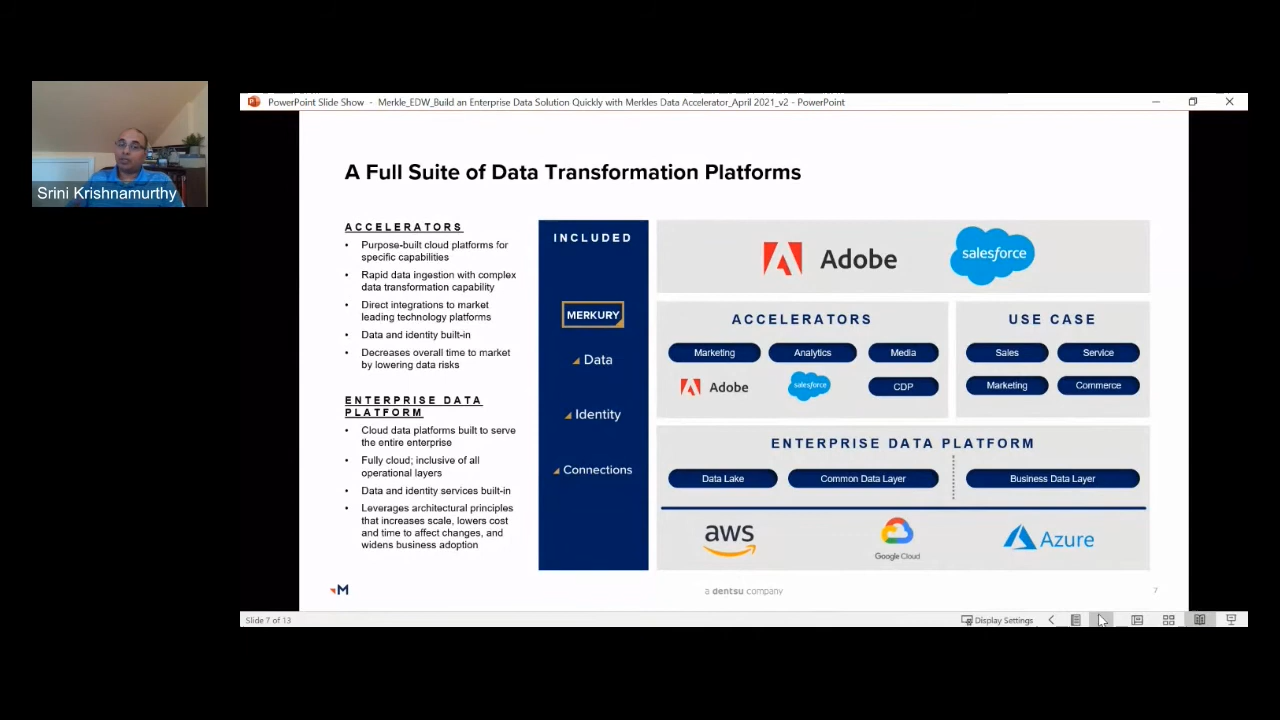 PowerPoint Slide Show - Merkle_EDW_Build an Enterprise Data Solution Quickly with Merkles Data Accelerator_April 2021_v2 - PowerPoint
Srini Krishnamurthy
A Full Suite of Data Transformation Platforms
ACCELERATORS
• Purpose-built cloud platforms for
specific capabilities
• Rapid data ingestion with complex
data transformation capability
• Direct integrations to market
leading technology platforms
• Data and identity built-in
• Decreases overall time to market
by lowering data risks
ENTERPRISE DATA
PLATFORM
• Cloud data platforms built to serve
the entire enterprise
• Fully cloud; inclusive of all
operational layers
• Data and identity services built-in
• Leverages architectural principles
that increases scale, lowers cost
and time to affect changes, and
widens business adoption
INCLUDED
MERKURY
Data
Identity
Connections
Adobe salesforce
ACCELERATORS
Marketing Analytics Media
Adobe salesforce CDP
USE CASE
Sales Service
Marketing Commerce
ENTERPRISE DATA PLATFORM
Data Lake Common Data Layer Business Data Layer
aws Google Cloud Azure
M a dentsu company 7
Slide 7 of 13 Display Settings